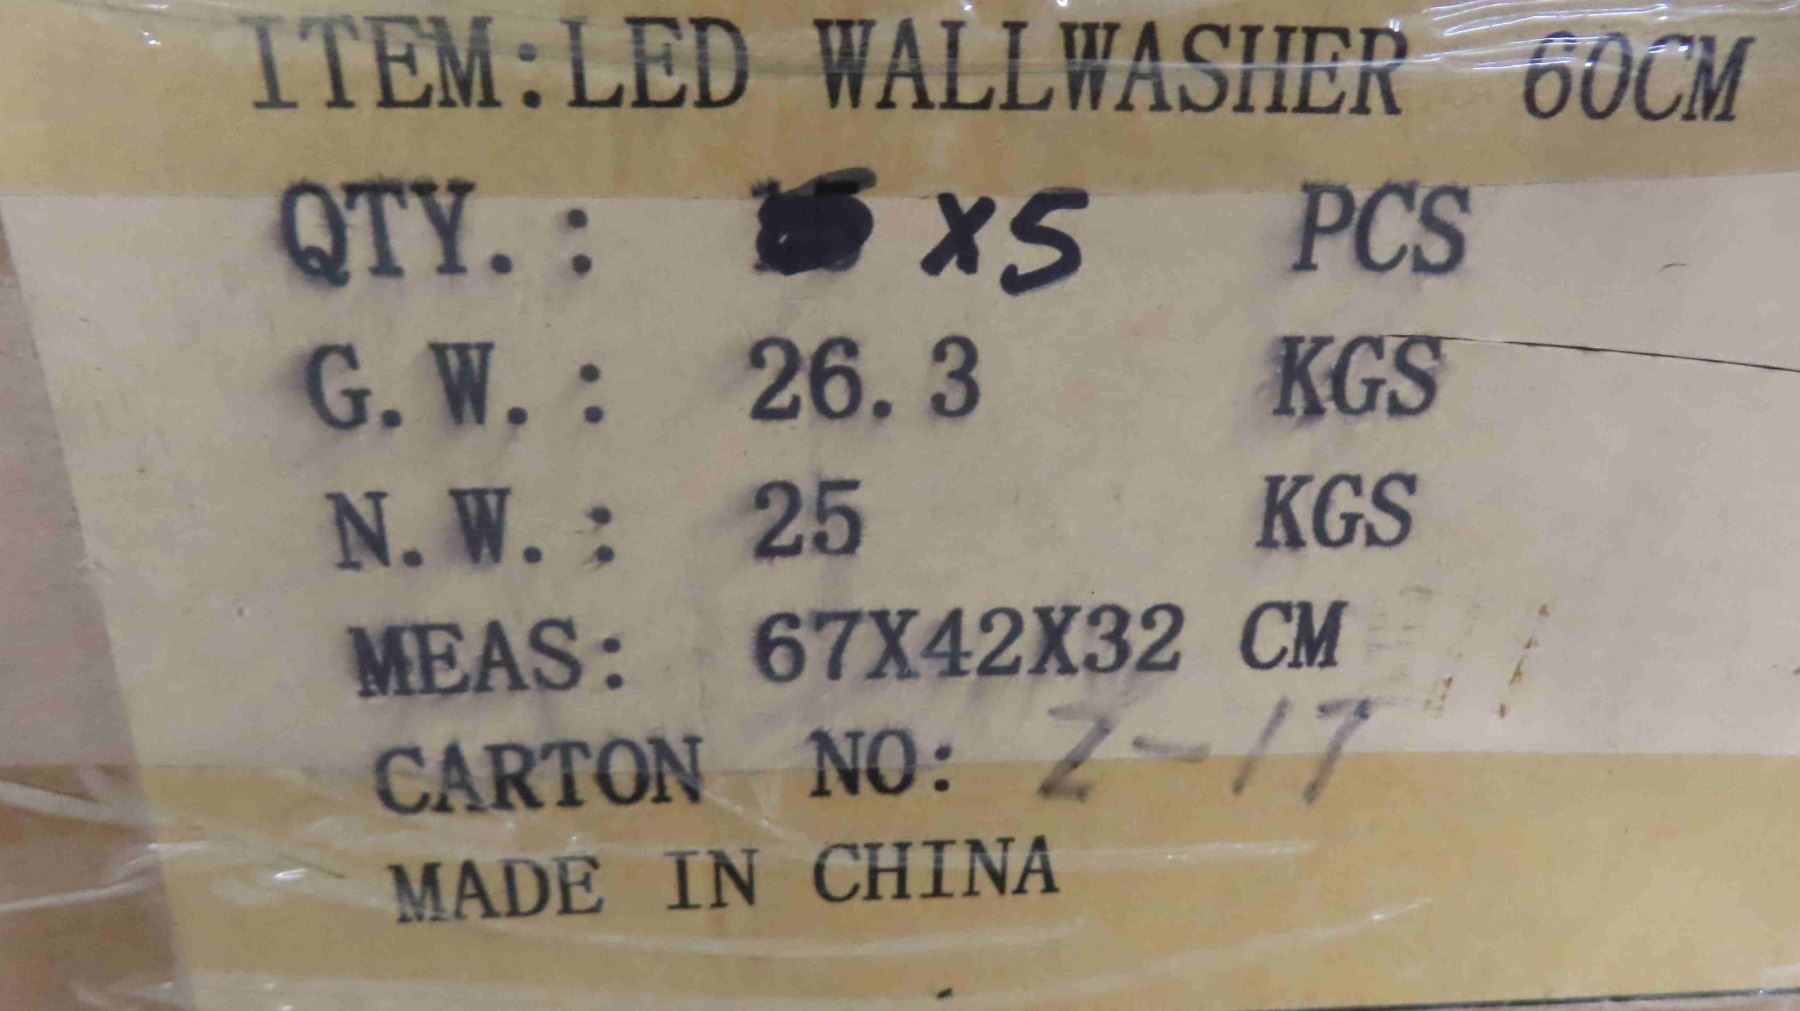 ITEM:LED WALLWASHER 60CM
QTY.: X5 PCS
G.W.: 26.3 KGS
N.W.: 25 KGS
MEAS: 67X42X32 CM
CARTON NO: 2-17
MADE IN CHINA